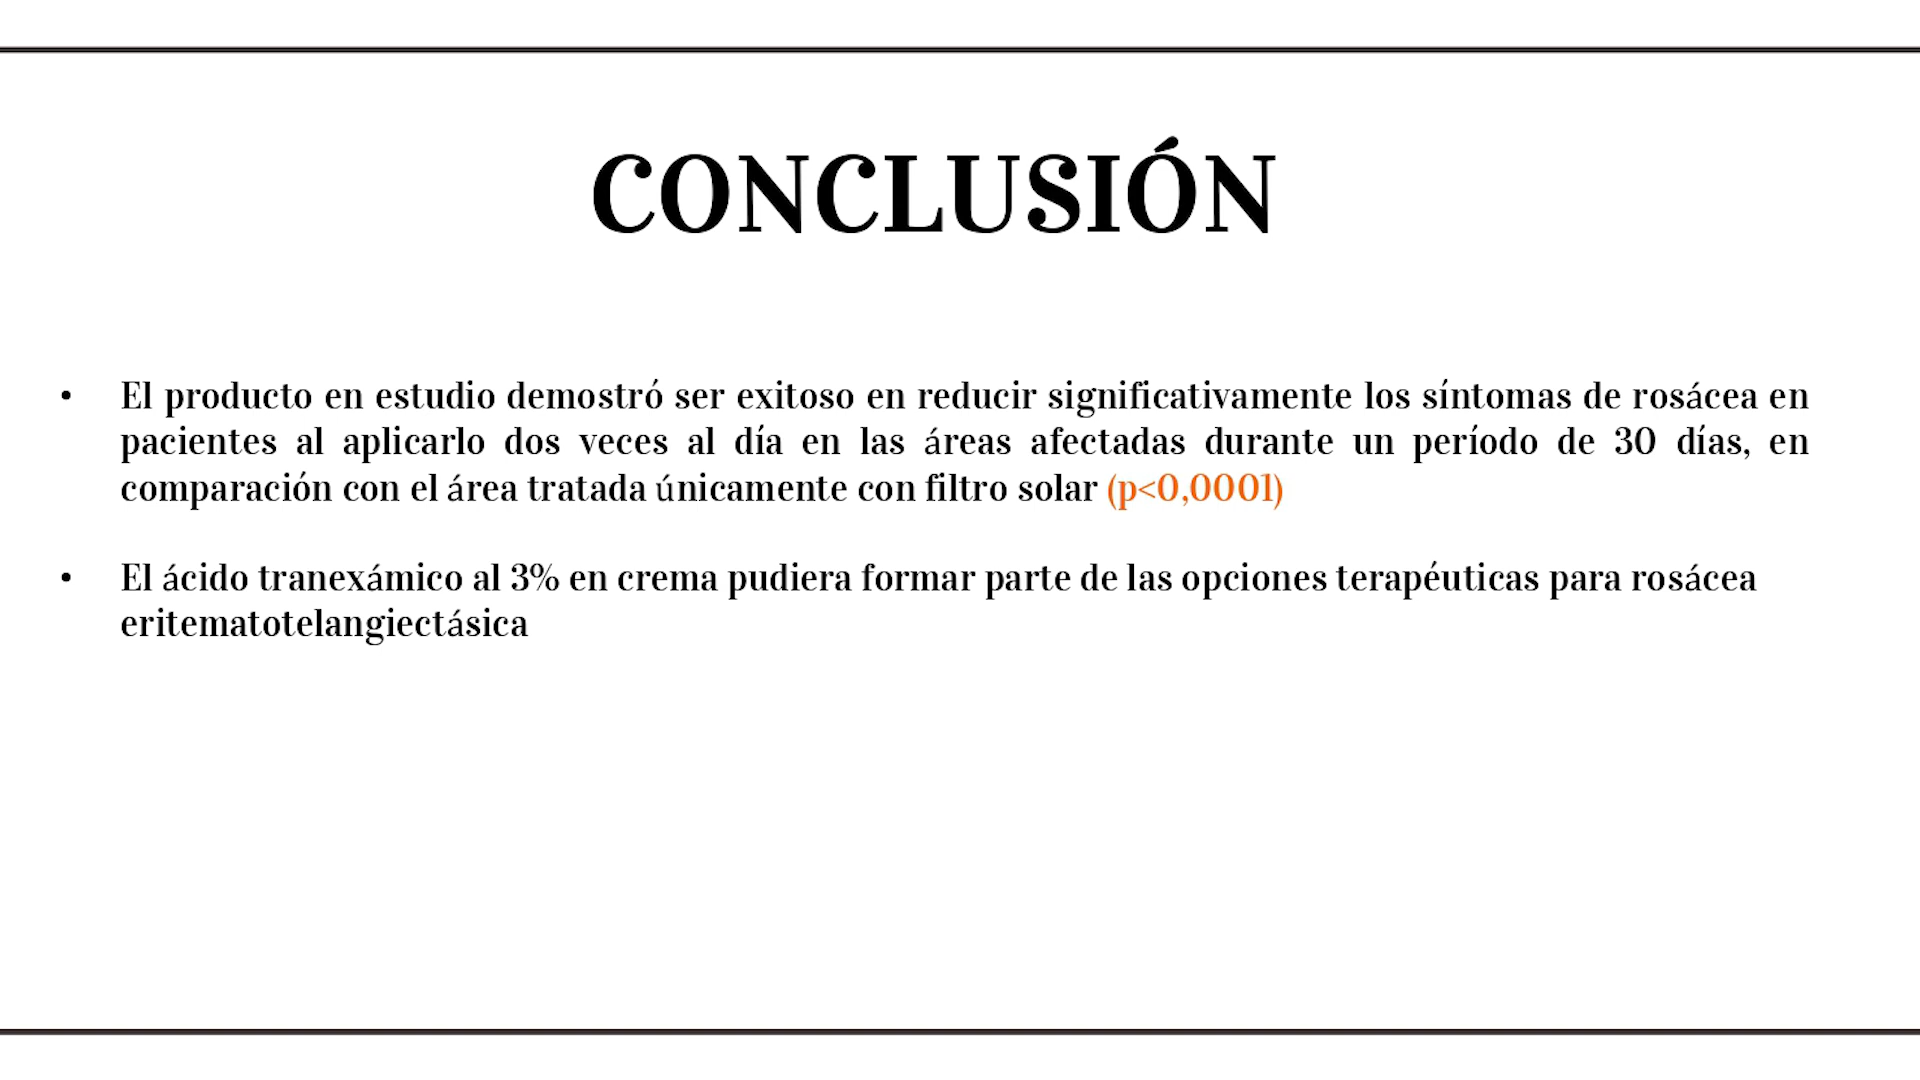 CONCLUSIÓN
• El producto en estudio demostró ser exitoso en reducir significativamente los síntomas de rosácea en
pacientes al aplicarlo dos veces al día en las áreas afectadas durante un período de 30 días, en
comparación con el área tratada únicamente con filtro solar (p<0,0001)
• El ácido tranexámico al 3% en crema pudiera formar parte de las opciones terapéuticas para rosácea
eritematotelangiectásica